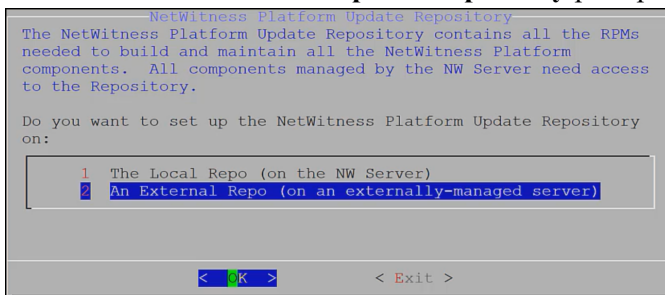 NetWitness Platform Update Repository
The NetWitness Platform Update Repository contains all the RPMs
needed to build and maintain all the NetWitness Platform
components.  All components managed by the NW Server need access
to the Repository.
Do you want to set up the NetWitness Platform Update Repository
on:
1  The Local Repo (on the NW Server)
2  An External Repo (on an externally-managed server)
<  OK  >
< Exit >